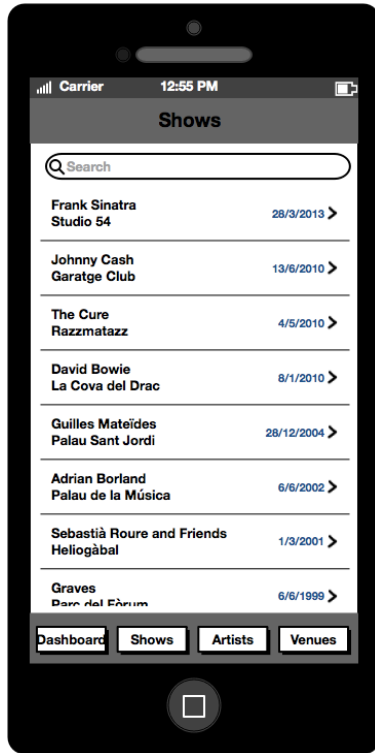 Carrier 12:55 PM
Shows
Search
Frank Sinatra
Studio 54
28/3/2013
Johnny Cash
Garatge Club
13/6/2010
The Cure
Razzmatazz
4/5/2010
David Bowie
La Cova del Drac
8/1/2010
Guilles Mateïdes
Palau Sant Jordi
28/12/2004
Adrian Borland
Palau de la Música
6/6/2002
Sebastià Roure and Friends
Heliogàbal
1/3/2001
Graves
Parc del Fòrum
6/6/1999
Dashboard Shows Artists Venues